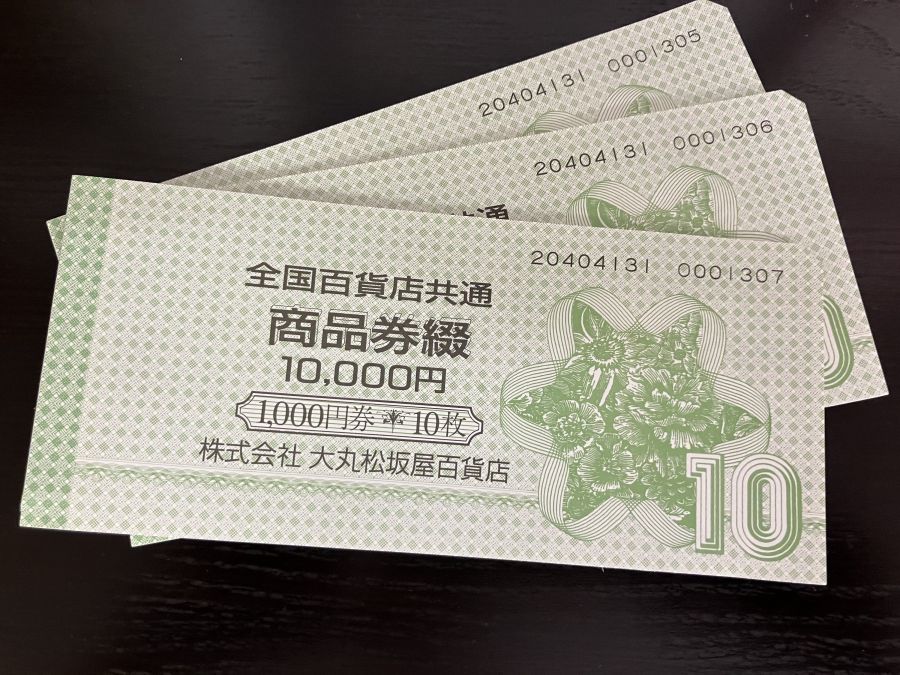 20404131 0001305
20404131 0001306
通
20404131 0001307
全国百貨店共通
商品券綴
10,000円
1,000円券 10枚
株式会社 大丸松坂屋百貨店
10